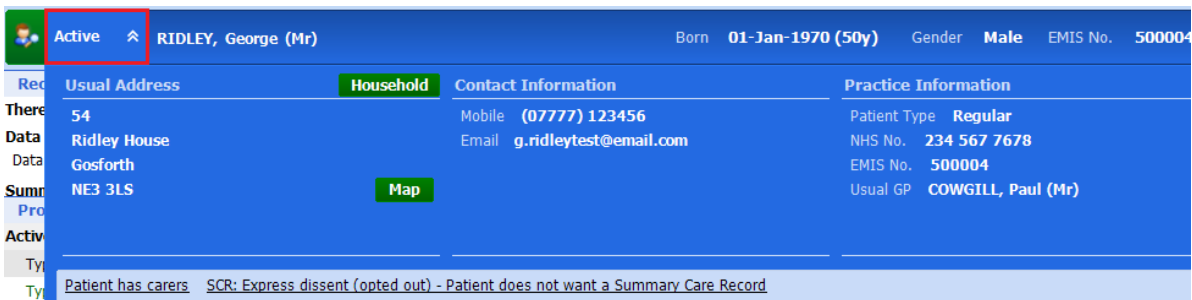 Active RIDLEY, George (Mr) Born 01-Jan-1970 (50y) Gender Male EMIS No. 500004
Usual Address Household Contact Information Practice Information
54 Mobile (07777) 123456 Patient Type Regular
Ridley House Email g.ridleytest@email.com NHS No. 234 567 7678
Gosforth EMIS No. 500004
NE3 3LS Map Usual GP COWGILL, Paul (Mr)
There
Data
Data
Patient has carers SCR: Express dissent (opted out) - Patient does not want a Summary Care Record